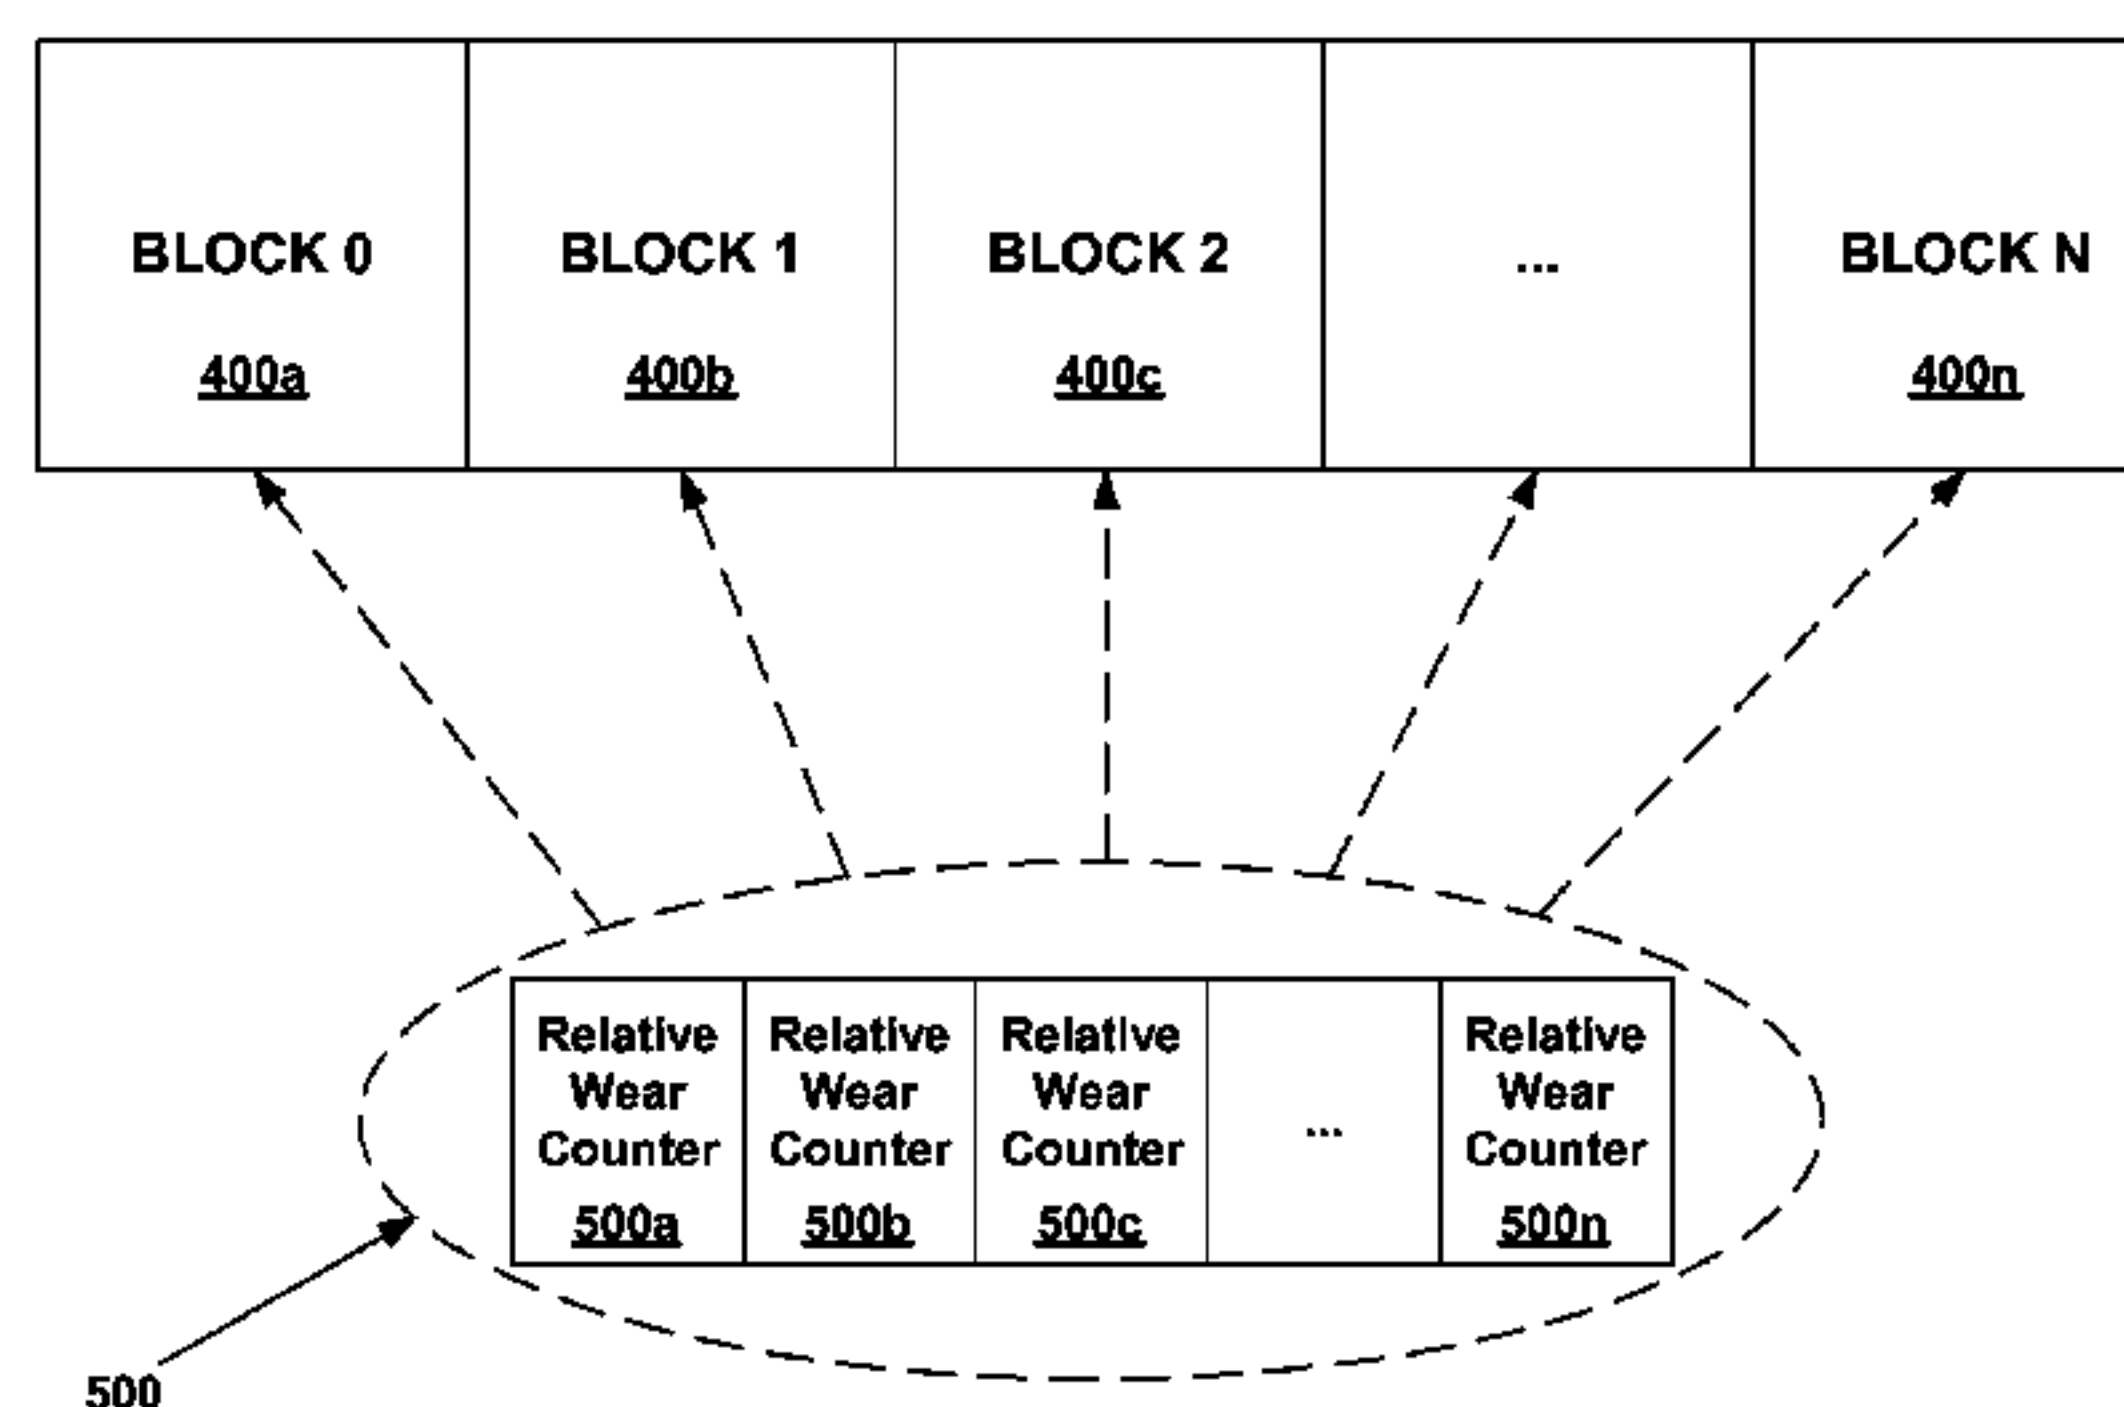 BLOCK 0 BLOCK 1 BLOCK 2 ... BLOCK N
400a 400b 400c 400n
Relative Relative Relative Relative
Wear Wear Wear Wear
Counter Counter Counter ... Counter
500a 500b 500c 500n
500